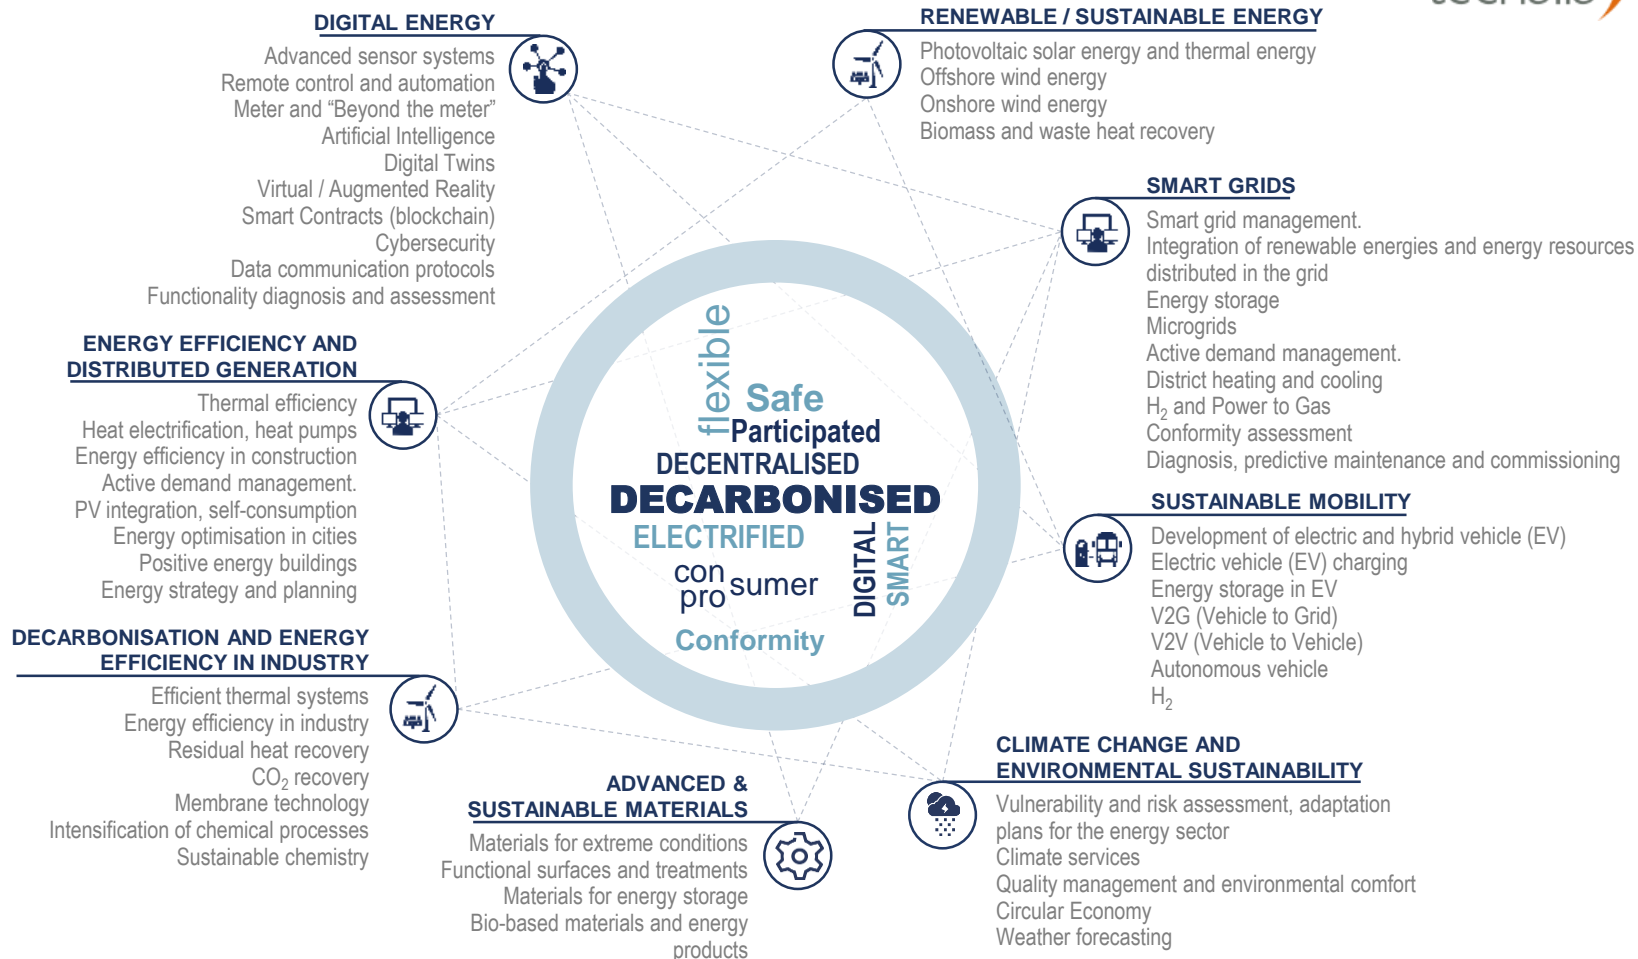 DIGITAL ENERGY
Advanced sensor systems
Remote control and automation
Meter and “Beyond the meter”
Artificial Intelligence
Digital Twins
Virtual / Augmented Reality
Smart Contracts (blockchain)
Cybersecurity
Data communication protocols
Functionality diagnosis and assessment
RENEWABLE / SUSTAINABLE ENERGY
Photovoltaic solar energy and thermal energy
Offshore wind energy
Onshore wind energy
Biomass and waste heat recovery
SMART GRIDS
Smart grid management.
Integration of renewable energies and energy resources
distributed in the grid
Energy storage
Microgrids
Active demand management.
District heating and cooling
H₂ and Power to Gas
Conformity assessment
Diagnosis, predictive maintenance and commissioning
ENERGY EFFICIENCY AND
DISTRIBUTED GENERATION
Thermal efficiency
Heat electrification, heat pumps
Energy efficiency in construction
Active demand management.
PV integration, self-consumption
Energy optimisation in cities
Positive energy buildings
Energy strategy and planning
flexible
Safe
Participated
DECENTRALISED
DECARBONISED
ELECTRIFIED
con
pro
sumer
DIGITAL
SMART
Conformity
SUSTAINABLE MOBILITY
Development of electric and hybrid vehicle (EV)
Electric vehicle (EV) charging
Energy storage in EV
V2G (Vehicle to Grid)
V2V (Vehicle to Vehicle)
Autonomous vehicle
H₂
DECARBONISATION AND ENERGY
EFFICIENCY IN INDUSTRY
Efficient thermal systems
Energy efficiency in industry
Residual heat recovery
CO₂ recovery
Membrane technology
Intensification of chemical processes
Sustainable chemistry
ADVANCED &
SUSTAINABLE MATERIALS
Materials for extreme conditions
Functional surfaces and treatments
Materials for energy storage
Bio-based materials and energy
products
CLIMATE CHANGE AND
ENVIRONMENTAL SUSTAINABILITY
Vulnerability and risk assessment, adaptation
plans for the energy sector
Climate services
Quality management and environmental comfort
Circular Economy
Weather forecasting